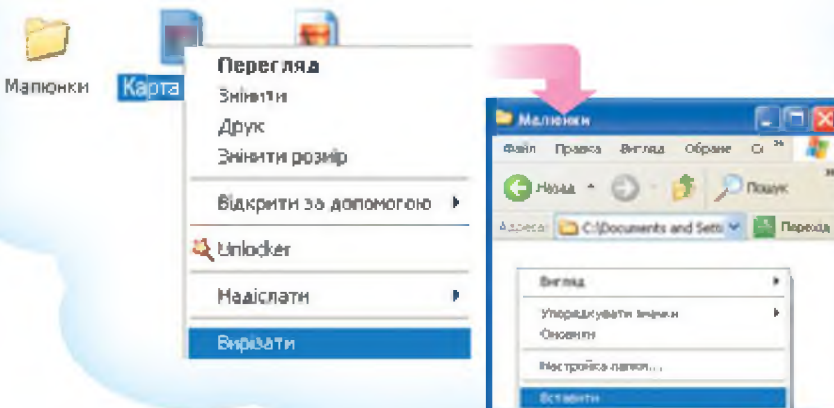 Малюнки
Карта
Перегляд
Змінити
Друк
Змінити розмір
Відкрити за допомогою
Unlocker
Надіслати
Вирізати
Малюнки
Файл Правка Вигляд Обране
Назад Пошук
Адреса: C:\Documents and Setti Перехід
Вигляд
Упорядкувати значки
Оновити
Настройка папки...
Вставити